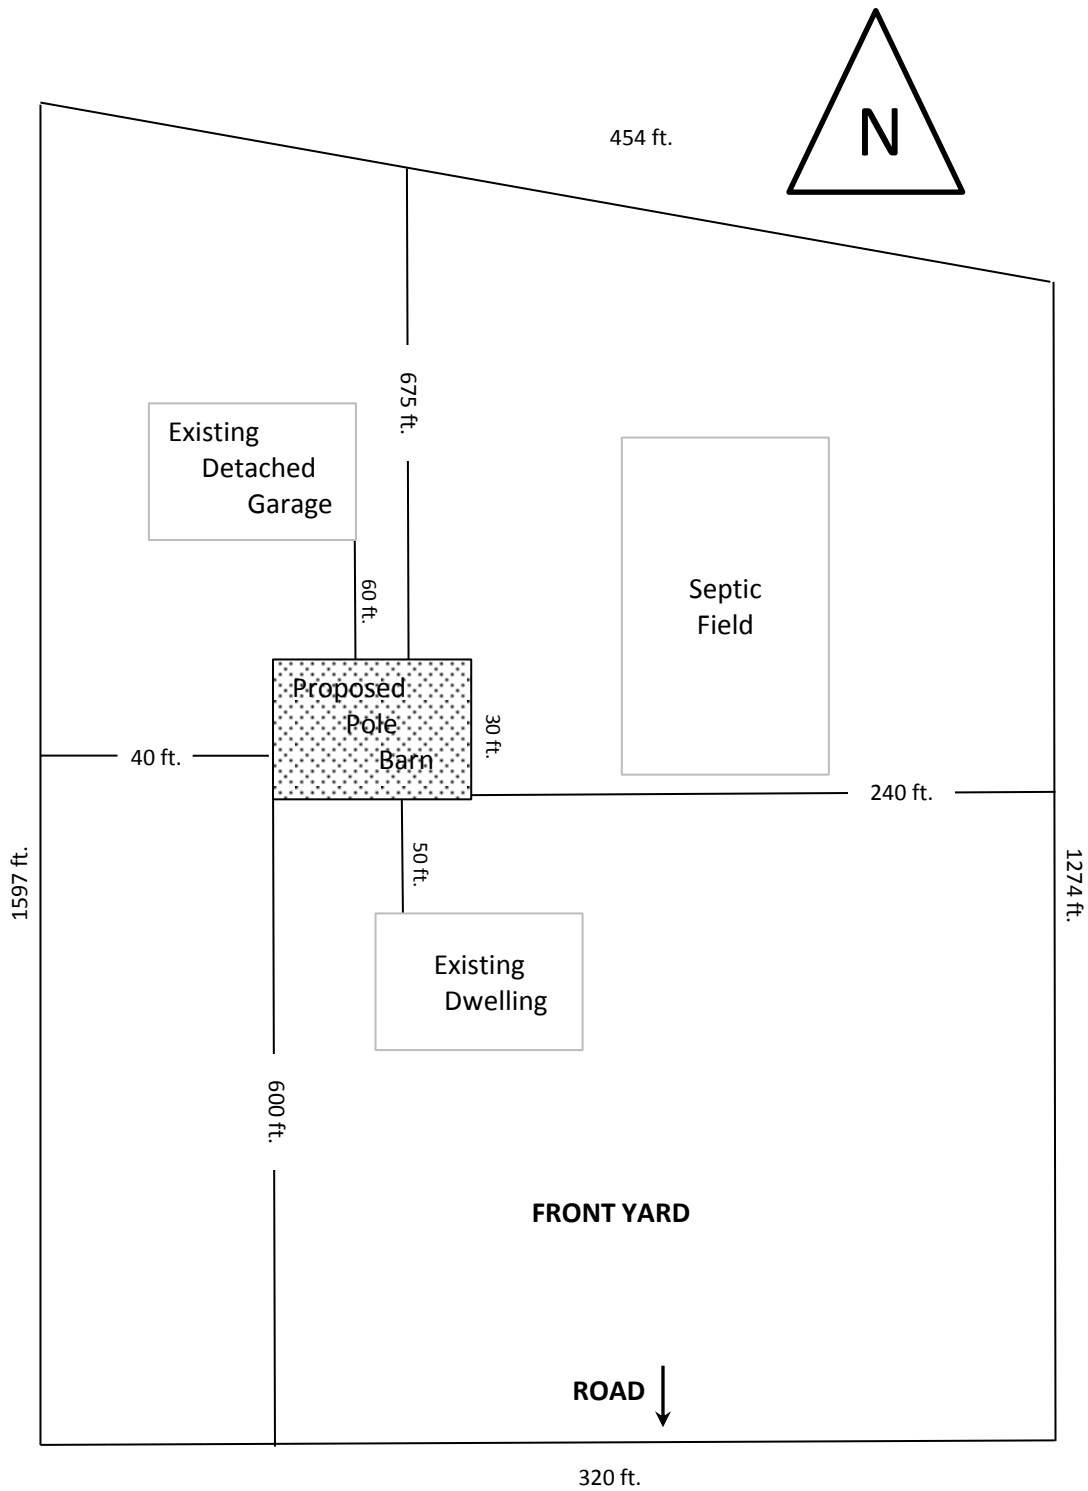 N
454 ft.
675 ft.
Existing
Detached
Garage
60 ft.
Septic
Field
Proposed
Pole
Barn
30 ft.
40 ft.
240 ft.
50 ft.
1597 ft.
1274 ft.
Existing
Dwelling
600 ft.
FRONT YARD
ROAD
320 ft.